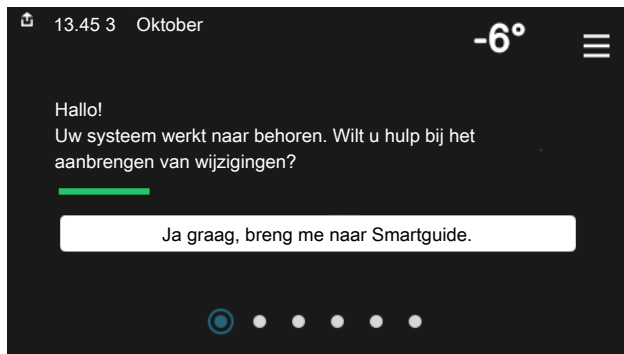 13.45 3 Oktober
-6°
Hallo!
Uw systeem werkt naar behoren. Wilt u hulp bij het
aanbrengen van wijzigingen?
Ja graag, breng me naar Smartguide.